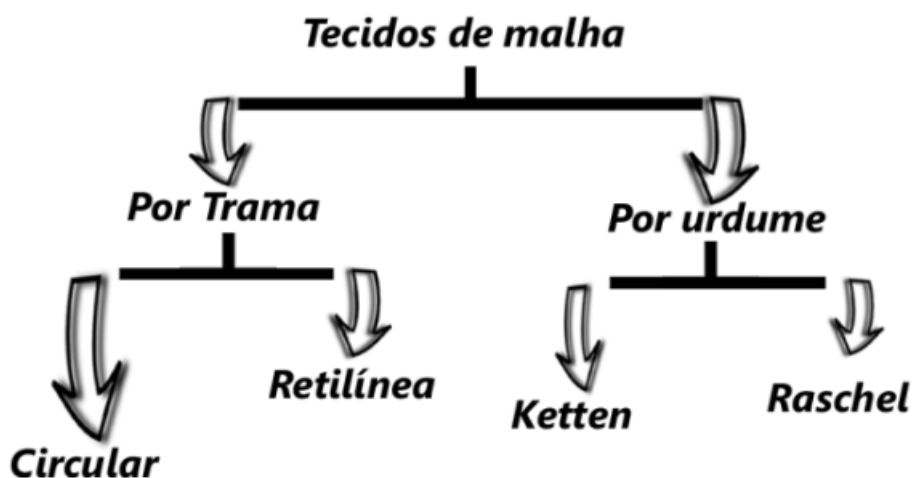 Tecidos de malha
Por Trama
Por urdume
Circular
Retilínea
Ketten
Raschel